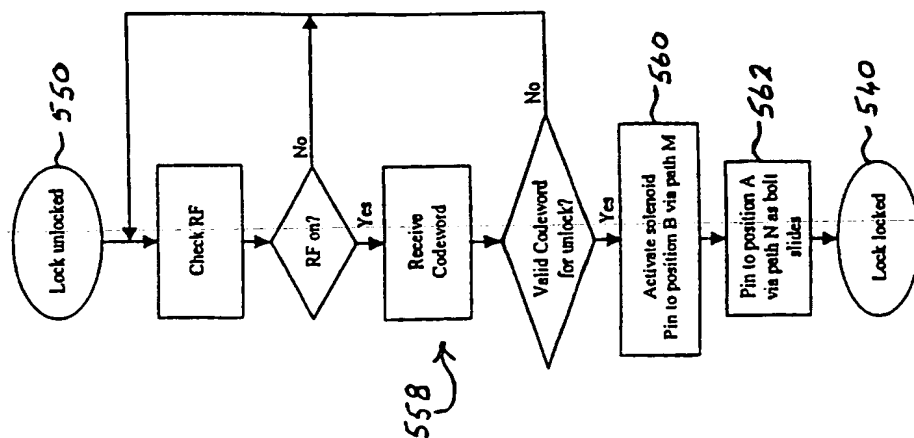 Lock unlocked
550
Check RF
RF on?
No
Yes
Receive
Codeword
558
Valid Codeword
for unlock?
No
Yes
Activate solenoid
Pin to position B via path M
560
Pin to position A
via path N as bolt
slides
562
Lock locked
540